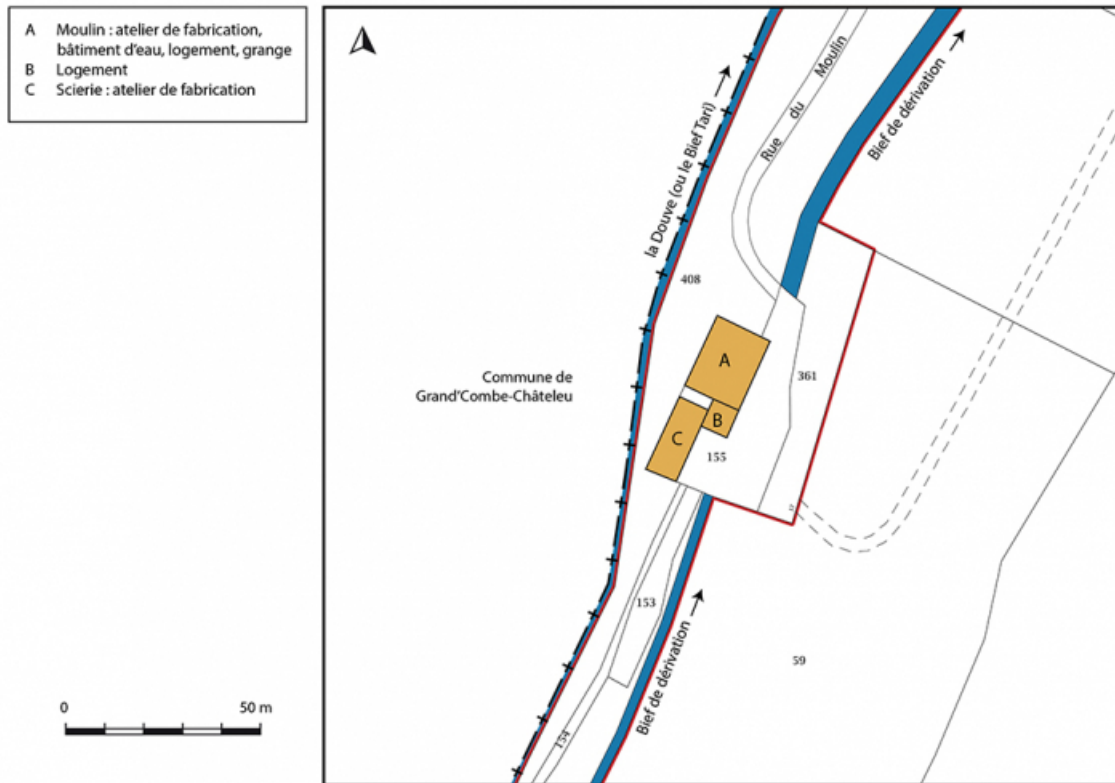 A Moulin : atelier de fabrication,
bâtiment d'eau, logement, grange
B Logement
C Scierie : atelier de fabrication
0 50 m
Rue du Moulin
Bief de dérivation
la Douve (ou le Bief Tari)
408
Commune de
Grand'Combe-Châteleu
A
361
B
C
155
153
59
Bief de dérivation
154